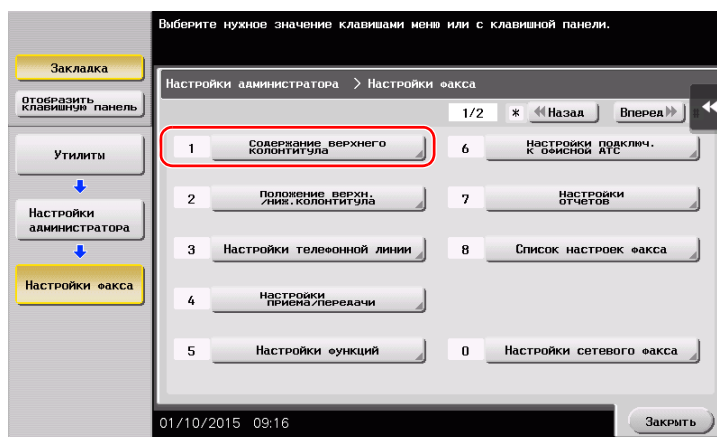 Выберите нужное значение клавишами меню или с клавишной панели.
Закладка
Отобразить
клавишную панель
Утилиты
Настройки
администратора
Настройки факса
Настройки администратора > Настройки факса
1/2
* Назад
Вперед
1 Содержание верхнего
колонтитула
2 Положение верхн.
/ниж.колонтитула
3 Настройки телефонной линии
4 Настройки
приема/передачи
5 Настройки функций
6 Настройки подключ.
к офисной АТС
7 Настройки
отчетов
8 Список настроек факса
0 Настройки сетевого факса
01/10/2015 09:16
Закрыть